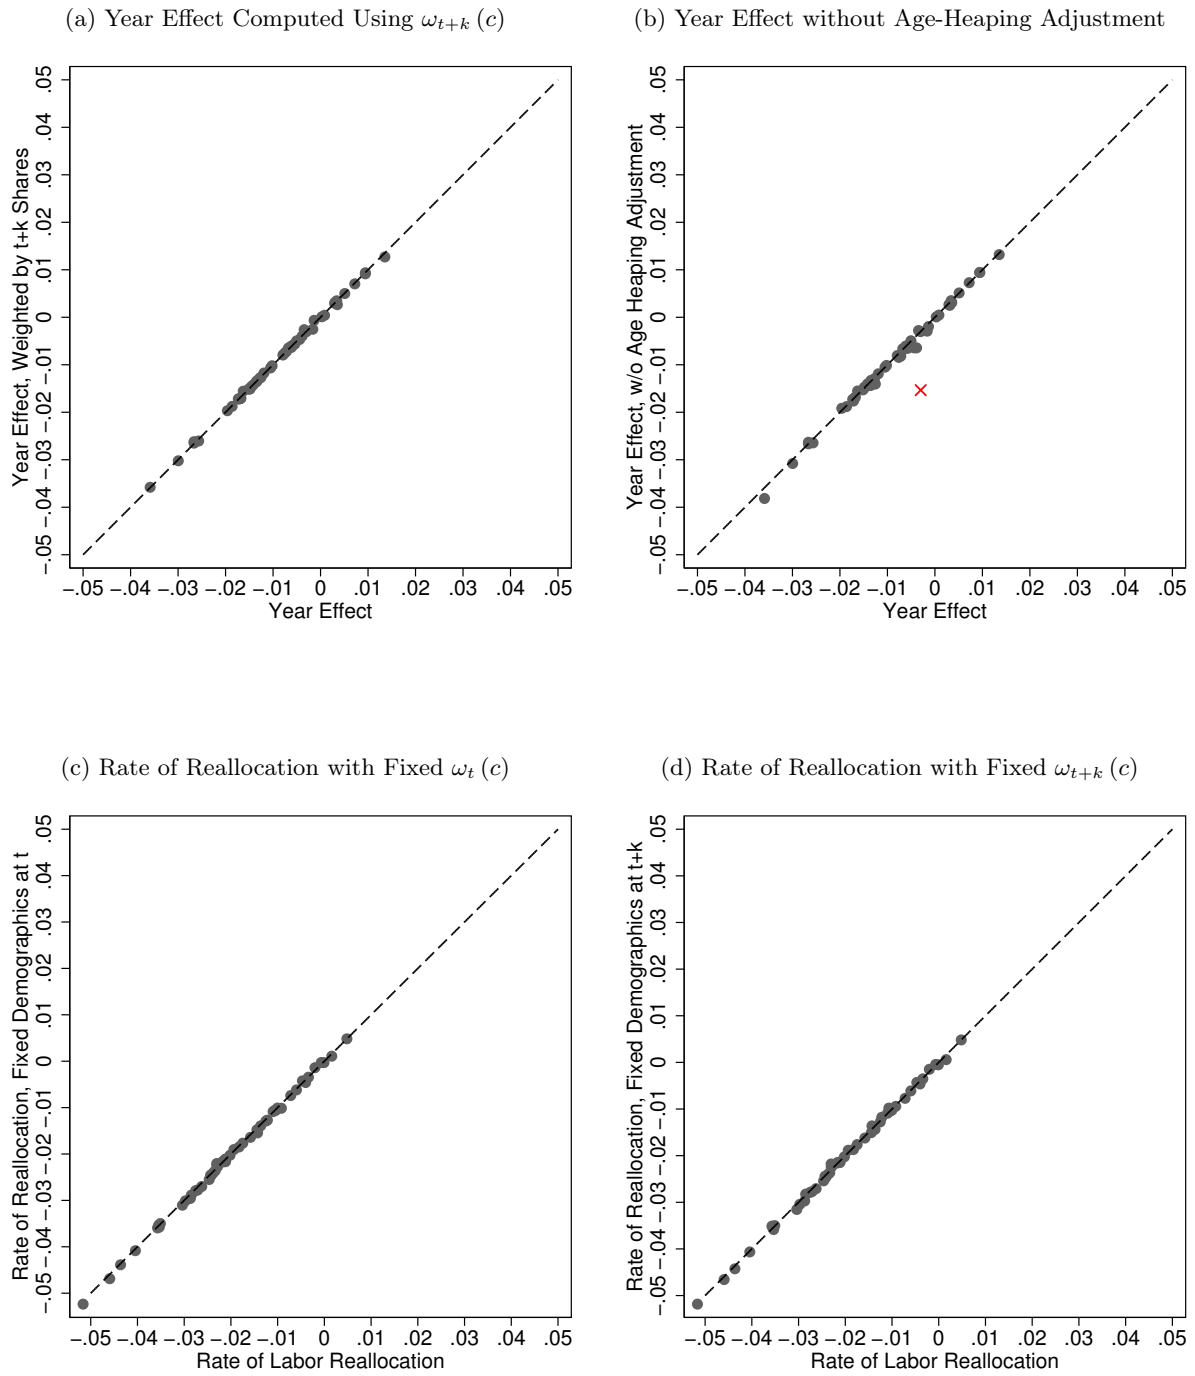 (a) Year Effect Computed Using ω_{t+k} (c)
Year Effect, Weighted by t+k Shares
.05
.04
.03
.02
.01
0
−.01
−.02
−.03
−.04
−.05
−.05 −.04 −.03 −.02 −.01 0 .01 .02 .03 .04 .05
Year Effect
(b) Year Effect without Age-Heaping Adjustment
Year Effect, w/o Age Heaping Adjustment
.05
.04
.03
.02
.01
0
−.01
−.02
−.03
−.04
−.05
−.05 −.04 −.03 −.02 −.01 0 .01 .02 .03 .04 .05
Year Effect
(c) Rate of Reallocation with Fixed ω_t (c)
Rate of Reallocation, Fixed Demographics at t
.05
.04
.03
.02
.01
0
−.01
−.02
−.03
−.04
−.05
−.05 −.04 −.03 −.02 −.01 0 .01 .02 .03 .04 .05
Rate of Labor Reallocation
(d) Rate of Reallocation with Fixed ω_{t+k} (c)
Rate of Reallocation, Fixed Demographics at t+k
.05
.04
.03
.02
.01
0
−.01
−.02
−.03
−.04
−.05
−.05 −.04 −.03 −.02 −.01 0 .01 .02 .03 .04 .05
Rate of Labor Reallocation